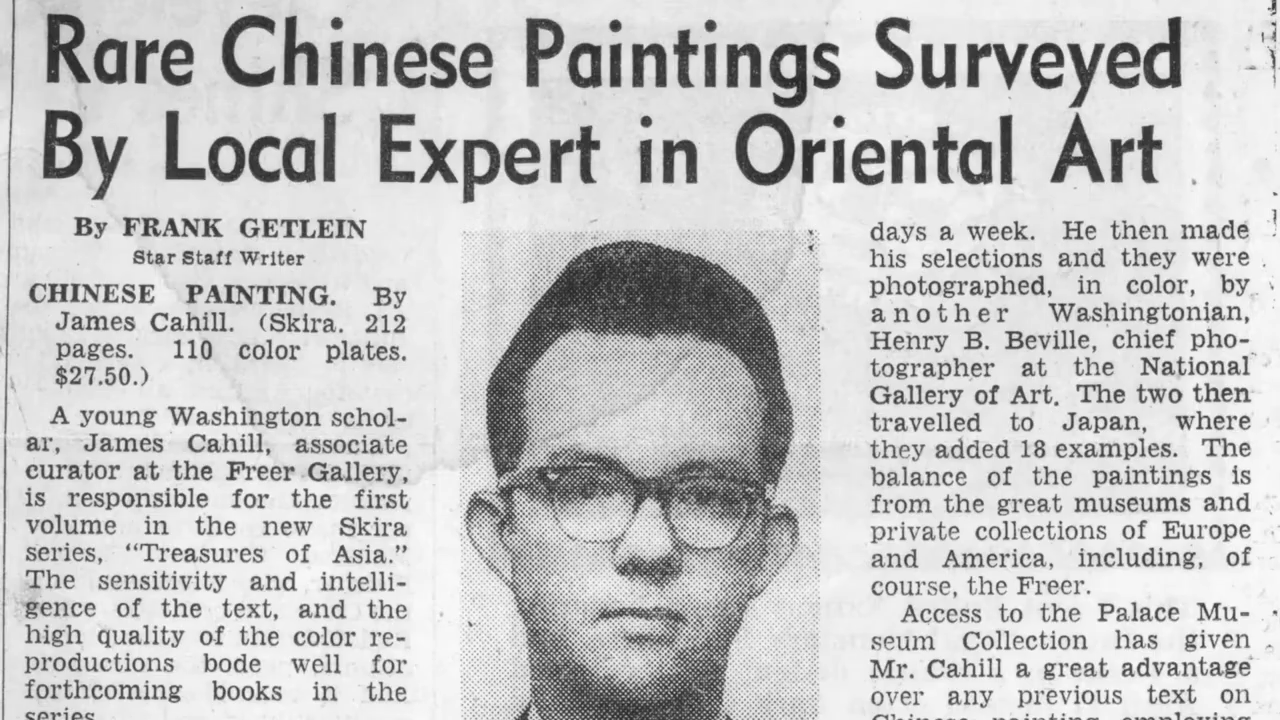 Rare Chinese Paintings Surveyed
By Local Expert in Oriental Art
By FRANK GETLEIN
Star Staff Writer
CHINESE PAINTING. By
James Cahill. (Skira. 212
pages. 110 color plates.
$27.50.)
A young Washington schol-
ar, James Cahill, associate
curator at the Freer Gallery,
is responsible for the first
volume in the new Skira
series, "Treasures of Asia."
The sensitivity and intelli-
gence of the text, and the
high quality of the color re-
productions bode well for
forthcoming books in the
series.
days a week. He then made
his selections and they were
photographed, in color, by
another Washingtonian,
Henry B. Beville, chief pho-
tographer at the National
Gallery of Art. The two then
travelled to Japan, where
they added 18 examples. The
balance of the paintings is
from the great museums and
private collections of Europe
and America, including, of
course, the Freer.
Access to the Palace Mu-
seum Collection has given
Mr. Cahill a great advantage
over any previous text on
Chinese painting employing